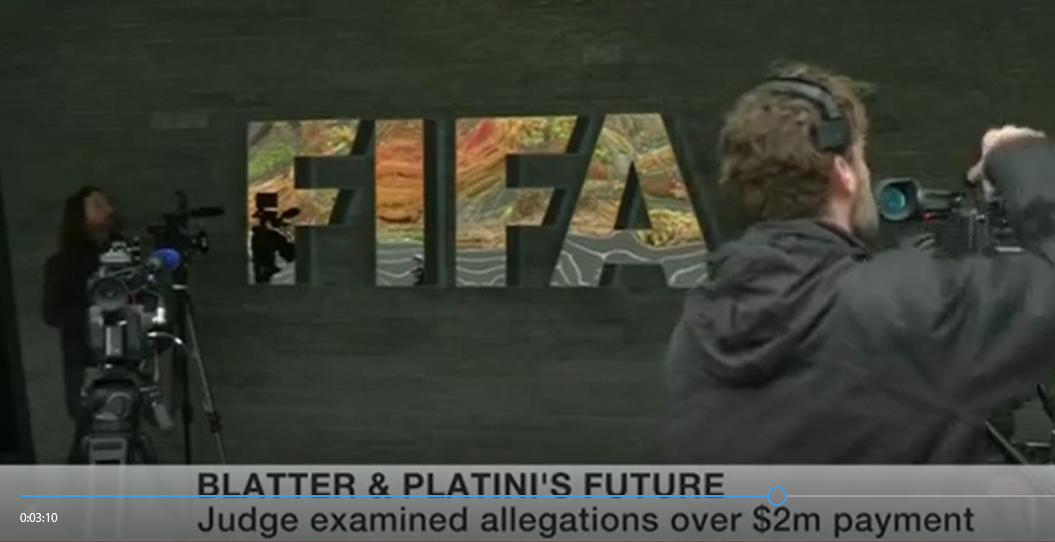 FIFA
BLATTER & PLATINI'S FUTURE
0:03:10
Judge examined allegations over $2m payment